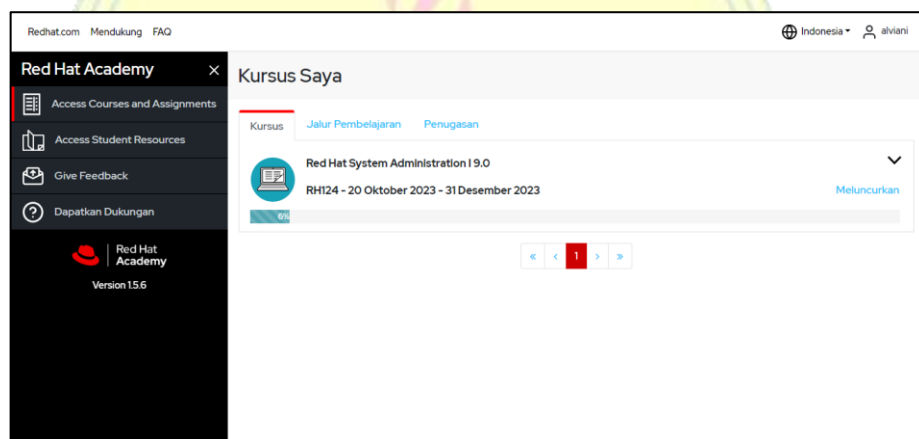 Redhat.com Mendukung FAQ
Indonesia alviani
Red Hat Academy ×
Access Courses and Assignments
Access Student Resources
Give Feedback
Dapatkan Dukungan
Red Hat
Academy
Version 1.5.6
Kursus Saya
Kursus Jalur Pembelajaran Penugasan
Red Hat System Administration I 9.0
RH124 - 20 Oktober 2023 - 31 Desember 2023
Meluncurkan
6%
« < 1 > »